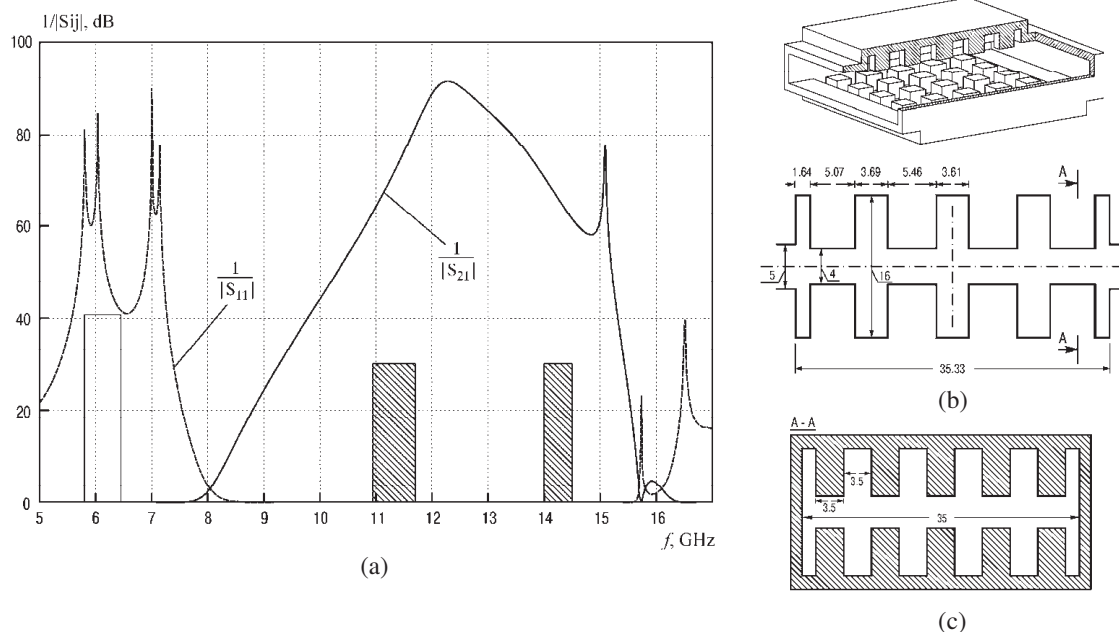 1/|Sij|, dB
100
80
60
40
20
0
1
|S11|
1
|S21|
5 6 7 8 9 10 11 12 13 14 15 16
f, GHz
(a)
1.64 5.07 3.69 5.46 3.61 A
5 4 16
A
35.33
(b)
A - A
3.5
3.5
35
(c)